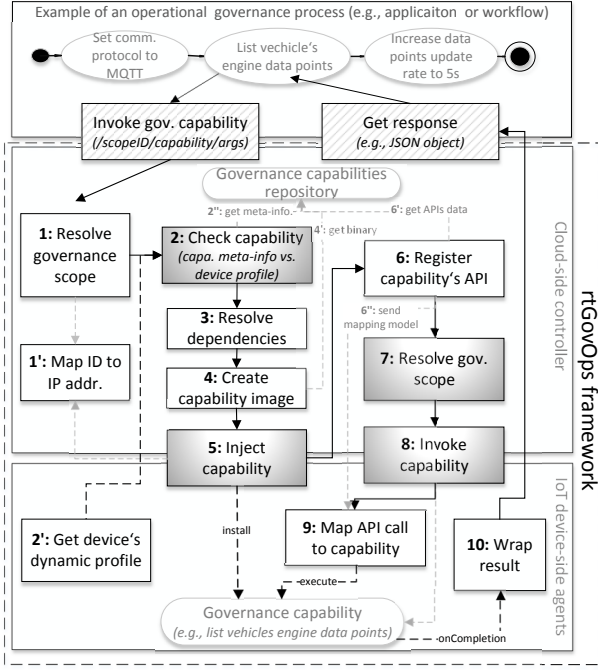 Example of an operational governance process (e.g., applicaiton or workflow)
Set comm.
protocol to
MQTT
List vechicle's
engine data points
Increase data
points update
rate to 5s
Invoke gov. capability
(/scopeID/capability/args)
Get response
(e.g., JSON object)
Governance capabilities
repository
2'': get meta-info.
4': get binary
6': get APIs data
1: Resolve
governance
scope
2: Check capability
(capa. meta-info vs.
device profile)
6: Register
capability's API
3: Resolve
dependencies
6'': send
mapping model
1': Map ID to
IP addr.
4: Create
capability image
7: Resolve gov.
scope
5: Inject
capability
8: Invoke
capability
Cloud-side controller
rtGovOps framework
2': Get device's
dynamic profile
install
9: Map API call
to capability
10: Wrap
result
execute
Governance capability
(e.g., list vehicles engine data points)
onCompletion
IoT device-side agents